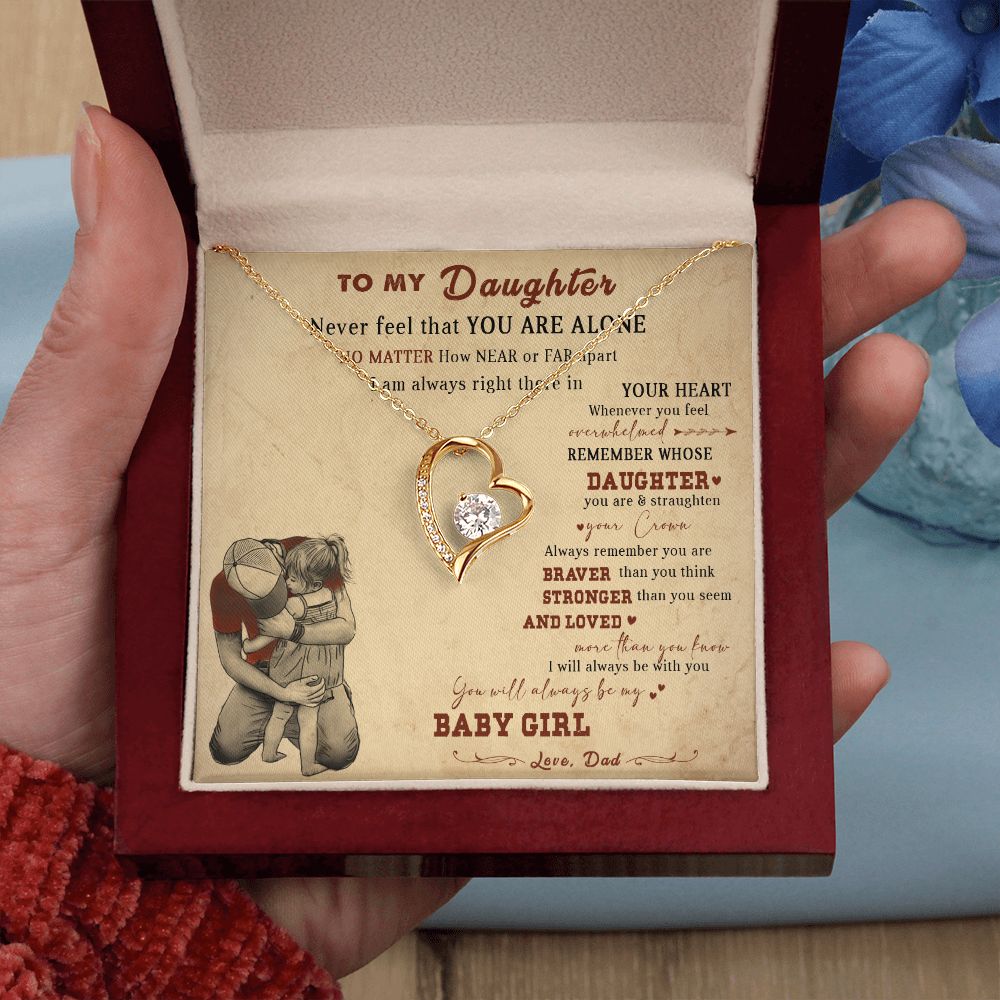 TO MY Daughter
Never feel that YOU ARE ALONE
NO MATTER How NEAR or FAR apart
I am always right there in
YOUR HEART
Whenever you feel
overwhelmed
REMEMBER WHOSE
DAUGHTER
you are & straughten
your Crown
Always remember you are
BRAVER than you think
STRONGER than you seem
AND LOVED
more than you know
I will always be with you
You will always be my
BABY GIRL
Love, Dad